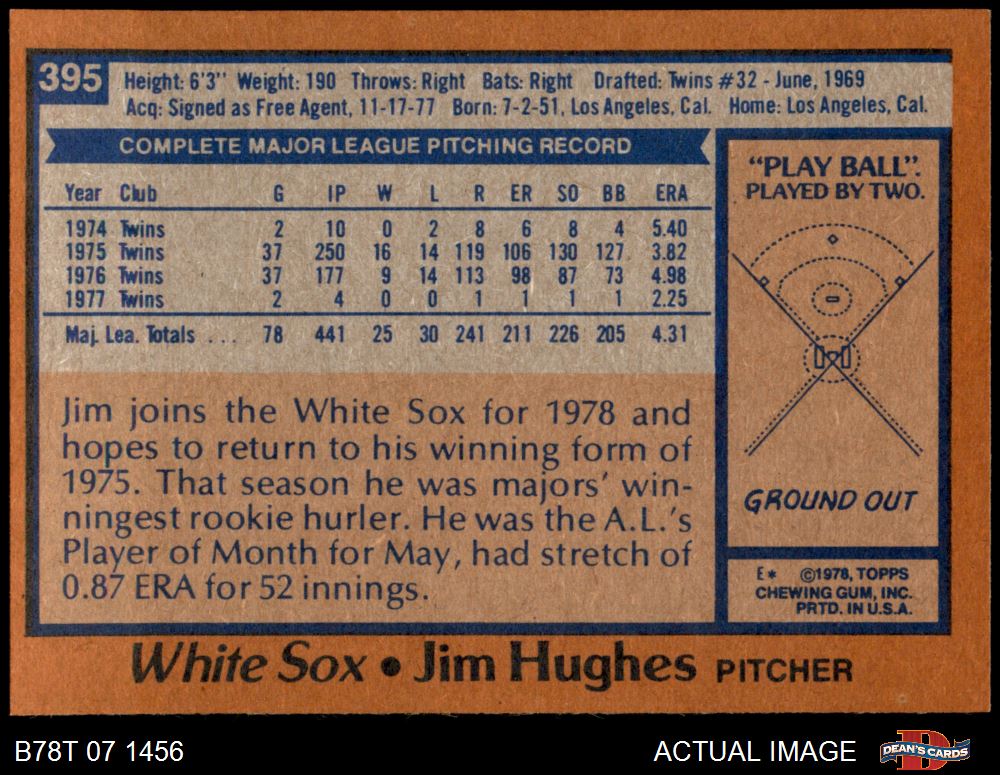 395
Height: 6'3" Weight: 190 Throws: Right Bats: Right Drafted: Twins #32 - June, 1969
Acq: Signed as Free Agent, 11-17-77 Born: 7-2-51, Los Angeles, Cal. Home: Los Angeles, Cal.
COMPLETE MAJOR LEAGUE PITCHING RECORD
Year Club G IP W L R ER SO BB ERA
1974 Twins 2 10 0 2 8 6 8 4 5.40
1975 Twins 37 250 16 14 119 106 130 127 3.82
1976 Twins 37 177 9 14 113 98 87 73 4.98
1977 Twins 2 4 0 0 1 1 1 1 2.25
Maj. Lea. Totals . . . 78 441 25 30 241 211 226 205 4.31
Jim joins the White Sox for 1978 and
hopes to return to his winning form of
1975. That season he was majors' win-
ningest rookie hurler. He was the A.L.'s
Player of Month for May, had stretch of
0.87 ERA for 52 innings.
"PLAY BALL":
PLAYED BY TWO.
GROUND OUT
E* ©1978, TOPPS
CHEWING GUM, INC.
PRTD. IN U.S.A.
White Sox • Jim Hughes PITCHER
B78T 07 1456
ACTUAL IMAGE
DEAN'S CARDS